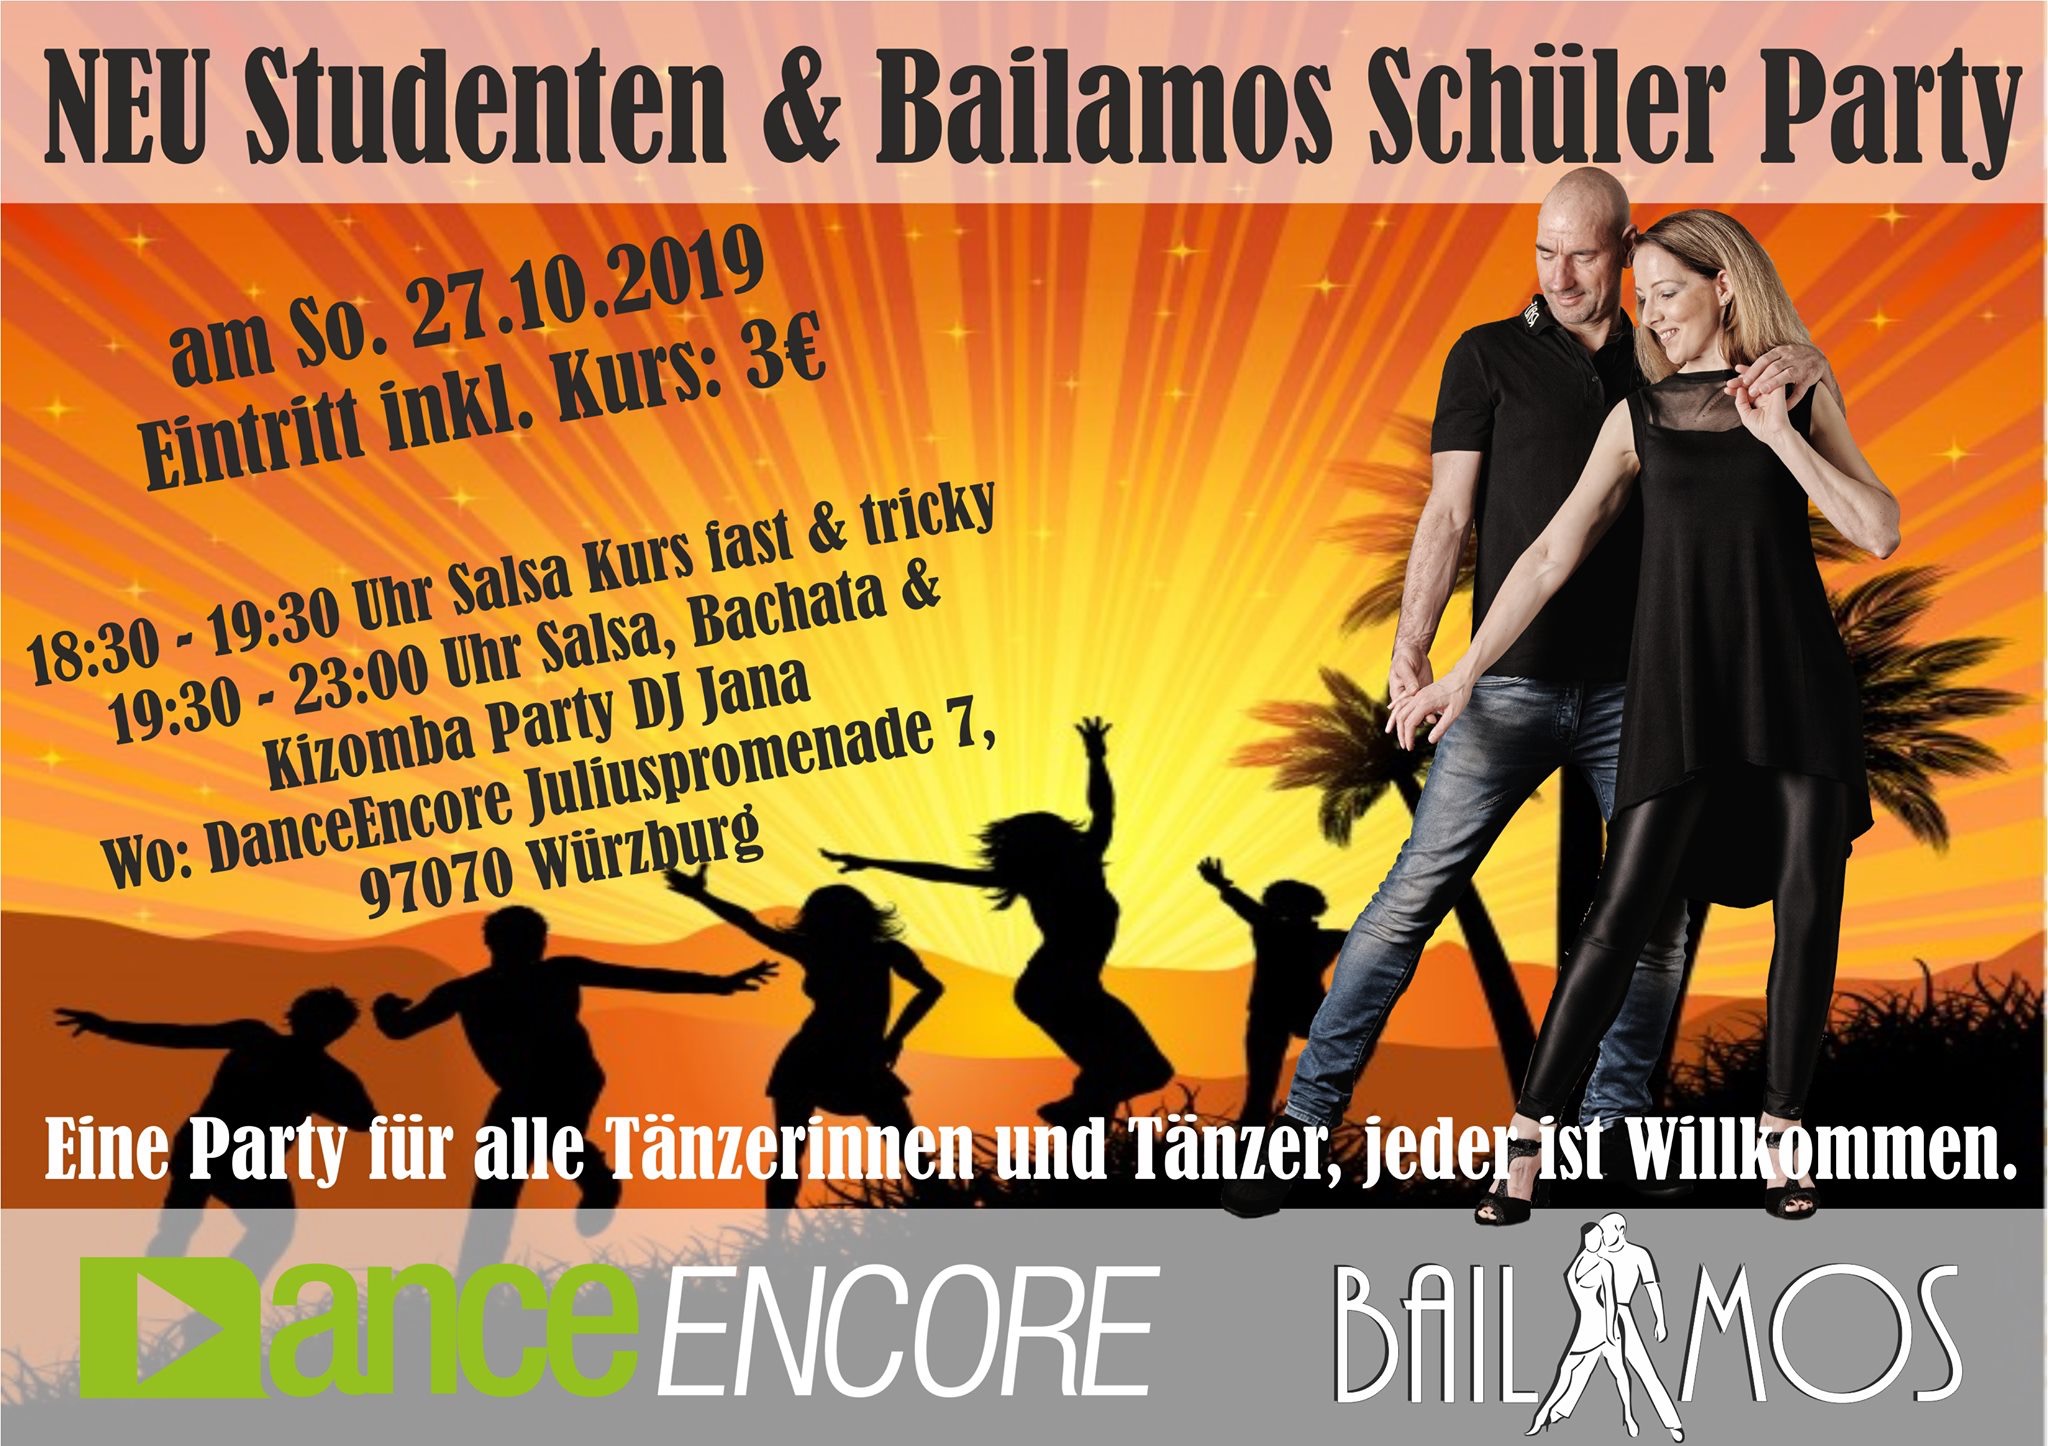 NEU Studenten & Bailamos Schüler Party
am So. 27.10.2019
Eintritt inkl. Kurs: 3€
18:30 - 19:30 Uhr Salsa Kurs fast & tricky
19:30 - 23:00 Uhr Salsa, Bachata &
Kizomba Party DJ Jana
Wo: DanceEncore Juliuspromenade 7,
97070 Würzburg
Eine Party für alle Tänzerinnen und Tänzer, jeder ist Willkommen.
Dance ENCORE
BAILAMOS